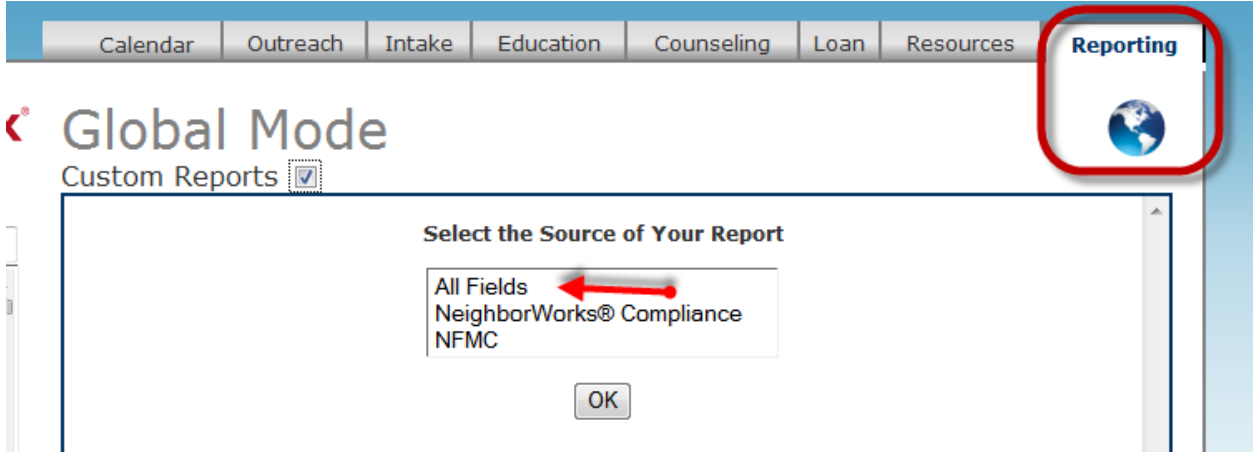 Calendar Outreach Intake Education Counseling Loan Resources Reporting
x® Global Mode
Custom Reports
Select the Source of Your Report
All Fields
NeighborWorks® Compliance
NFMC
OK